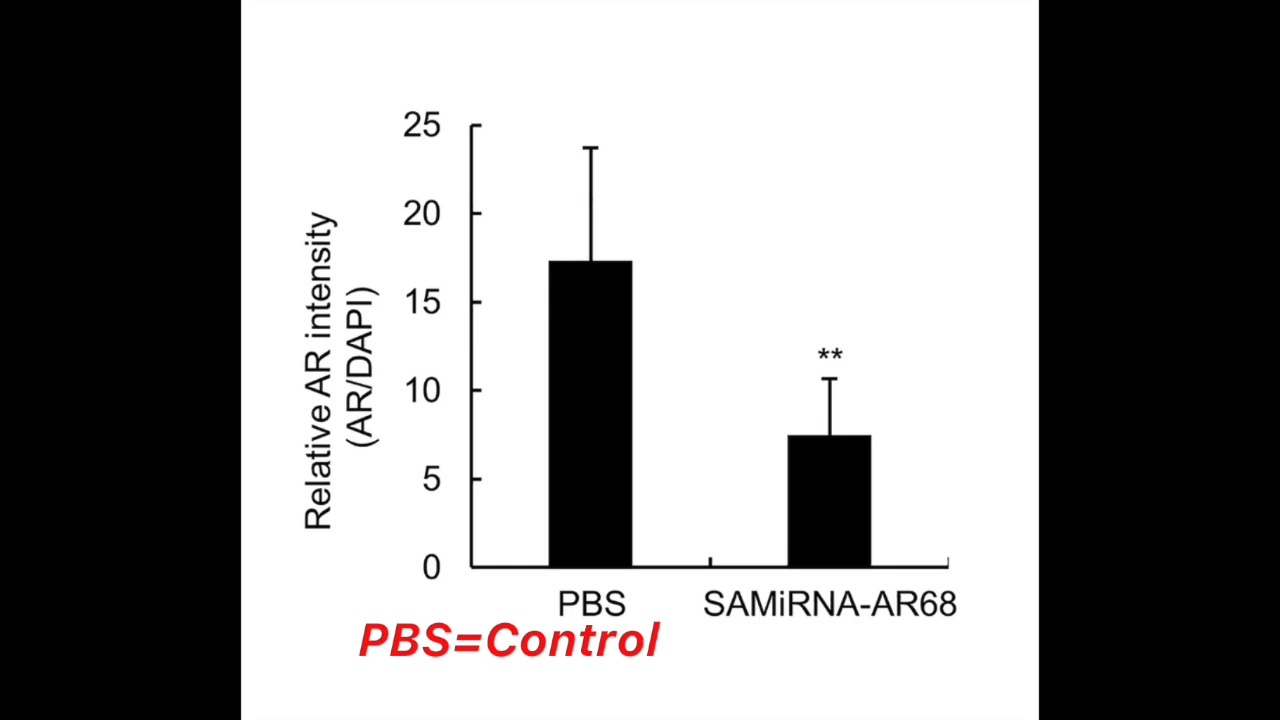 25
20
15
10
5
0
Relative AR intensity
(AR/DAPI)
**
PBS
SAMiRNA-AR68
PBS=Control